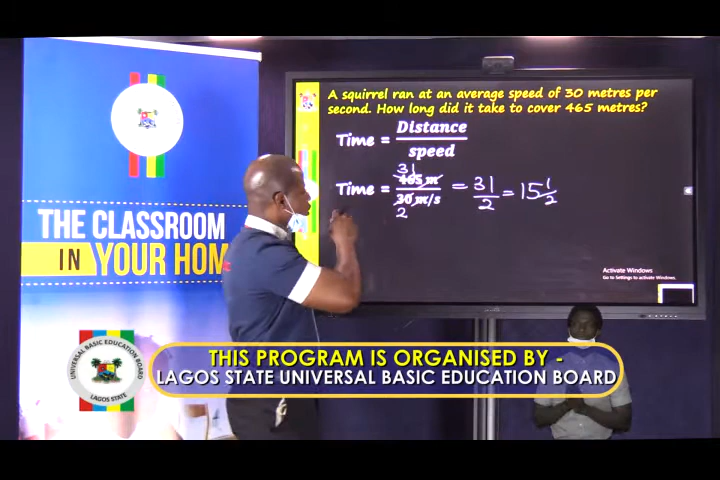 THE CLASSROOM
IN YOUR HOM
A squirrel ran at an average speed of 30 metres per
second. How long did it take to cover 465 metres?
Time = Distance
speed
31
Time = 465 m = 31 = 15 1/2
30 m/s 2
2
Activate Windows
Go to Settings to activate Windows.
UNIVERSAL BASIC EDUCATION BOARD
LAGOS STATE
THIS PROGRAM IS ORGANISED BY -
LAGOS STATE UNIVERSAL BASIC EDUCATION BOARD